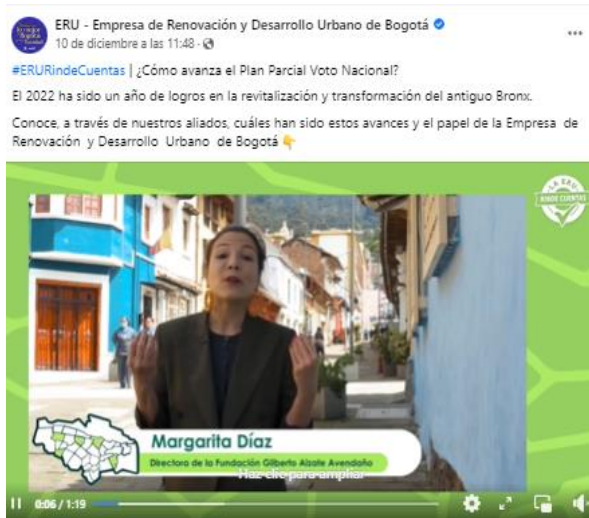 ERU - Empresa de Renovación y Desarrollo Urbano de Bogotá
10 de diciembre a las 11:48 ·
#ERURindeCuentas | ¿Cómo avanza el Plan Parcial Voto Nacional?
El 2022 ha sido un año de logros en la revitalización y transformación del antiguo Bronx.
Conoce, a través de nuestros aliados, cuáles han sido estos avances y el papel de la Empresa de
Renovación y Desarrollo Urbano de Bogotá 👇
LA ERU
RINDE CUENTAS
Margarita Díaz
Directora de la Fundación Gilberto Alzate Avendaño
Haz clic para ampliar
0:06 / 1:19